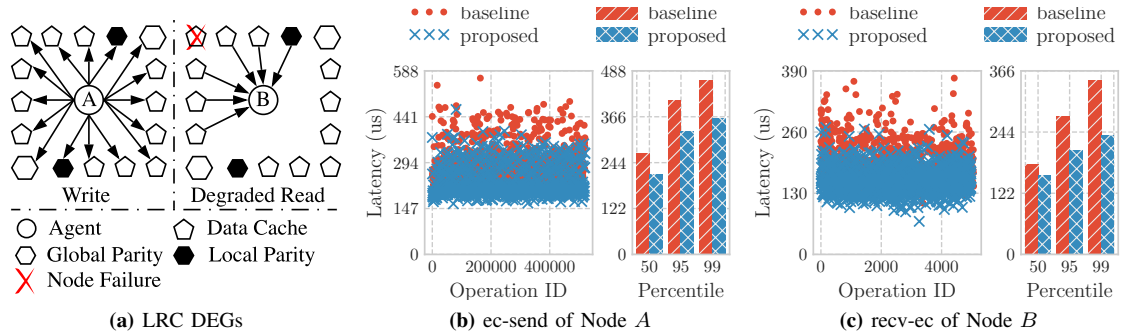 A
B
Write
Degraded Read
Agent
Data Cache
Global Parity
Local Parity
Node Failure
(a) LRC DEGs
baseline
proposed
baseline
proposed
Latency (us)
588
441
294
147
0
0
200000
400000
Operation ID
488
366
244
122
0
50
95
99
Percentile
(b) ec-send of Node A
baseline
proposed
baseline
proposed
Latency (us)
390
260
130
0
0
2000
4000
Operation ID
366
244
122
0
50
95
99
Percentile
(c) recv-ec of Node B